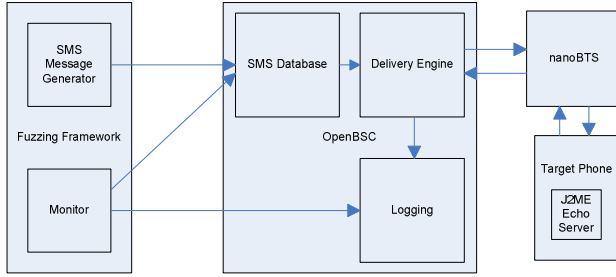 SMS
Message
Generator
Fuzzing Framework
Monitor
SMS Database
Delivery Engine
OpenBSC
Logging
nanoBTS
Target Phone
J2ME
Echo
Server